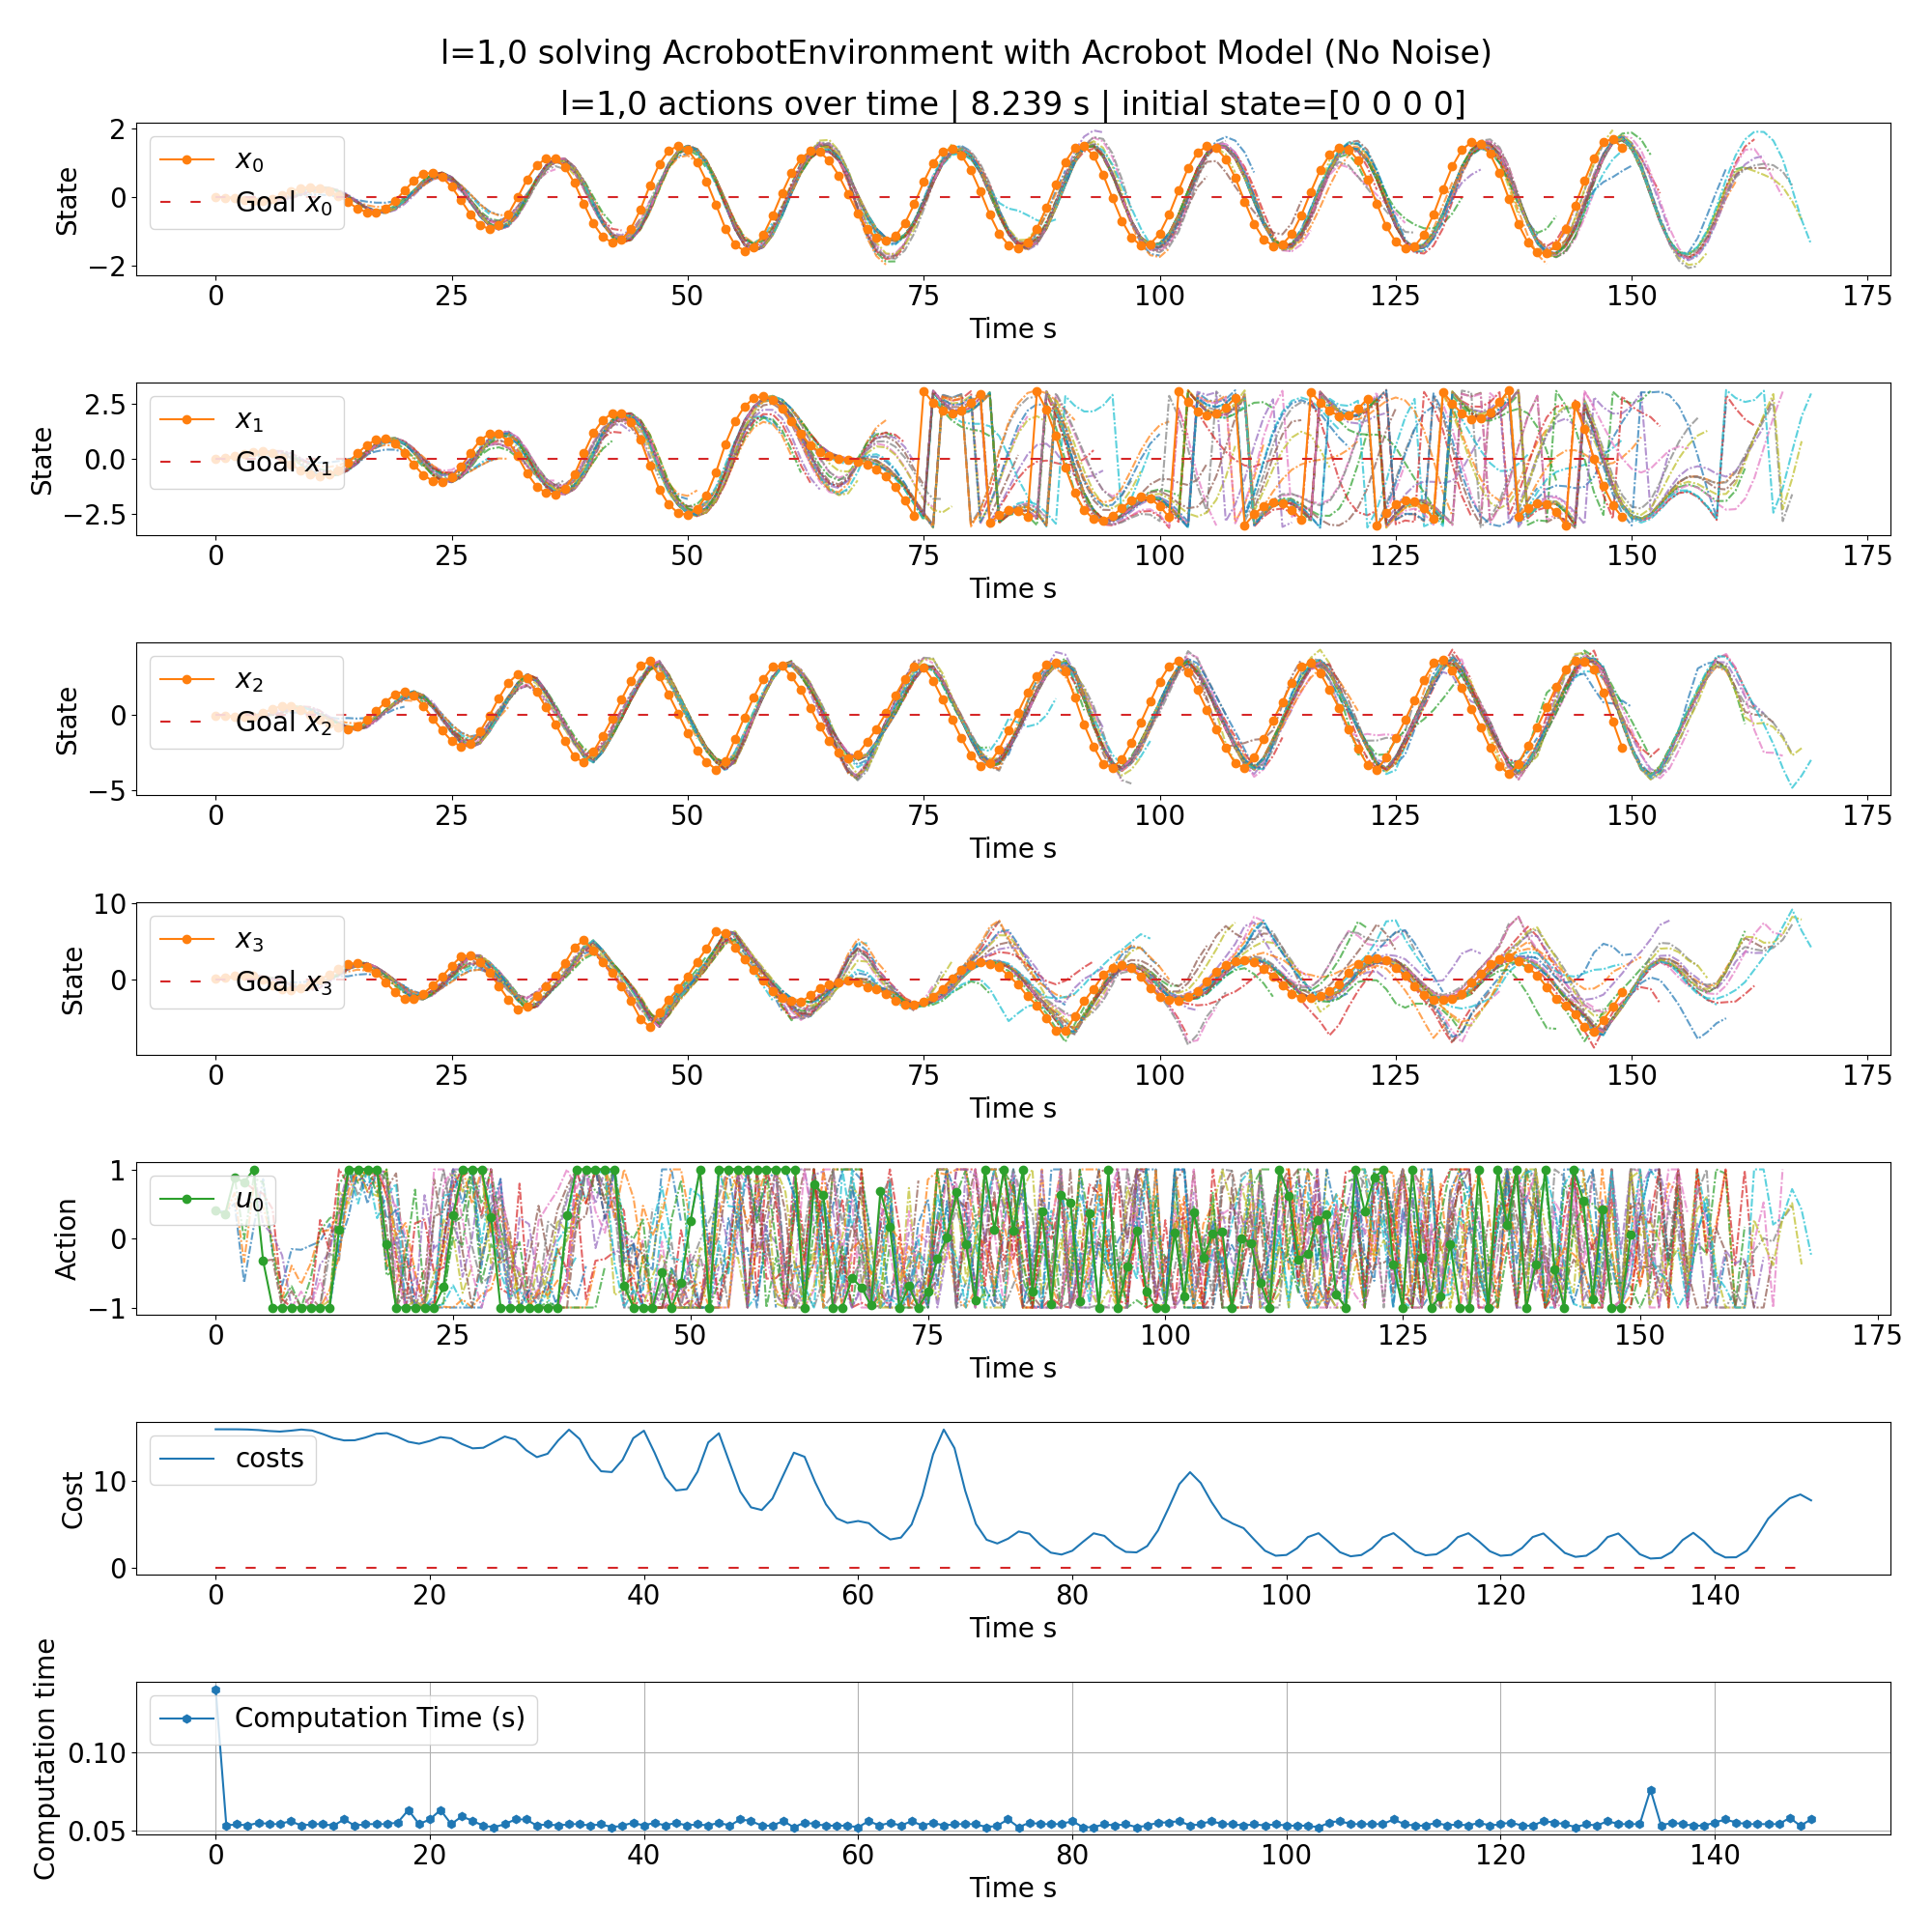 l=1,0 solving AcrobotEnvironment with Acrobot Model (No Noise)
l=1,0 actions over time | 8.239 s | initial state=[0 0 0 0]
State
2
0
−2
x₀
Goal x₀
0 25 50 75 100 125 150 175
Time s
State
2.5
0.0
−2.5
x₁
Goal x₁
0 25 50 75 100 125 150 175
Time s
State
0
−5
x₂
Goal x₂
0 25 50 75 100 125 150 175
Time s
State
10
0
x₃
Goal x₃
0 25 50 75 100 125 150 175
Time s
Action
1
0
−1
u₀
0 25 50 75 100 125 150 175
Time s
Cost
10
0
costs
0 20 40 60 80 100 120 140
Time s
Computation time
0.10
0.05
Computation Time (s)
0 20 40 60 80 100 120 140
Time s